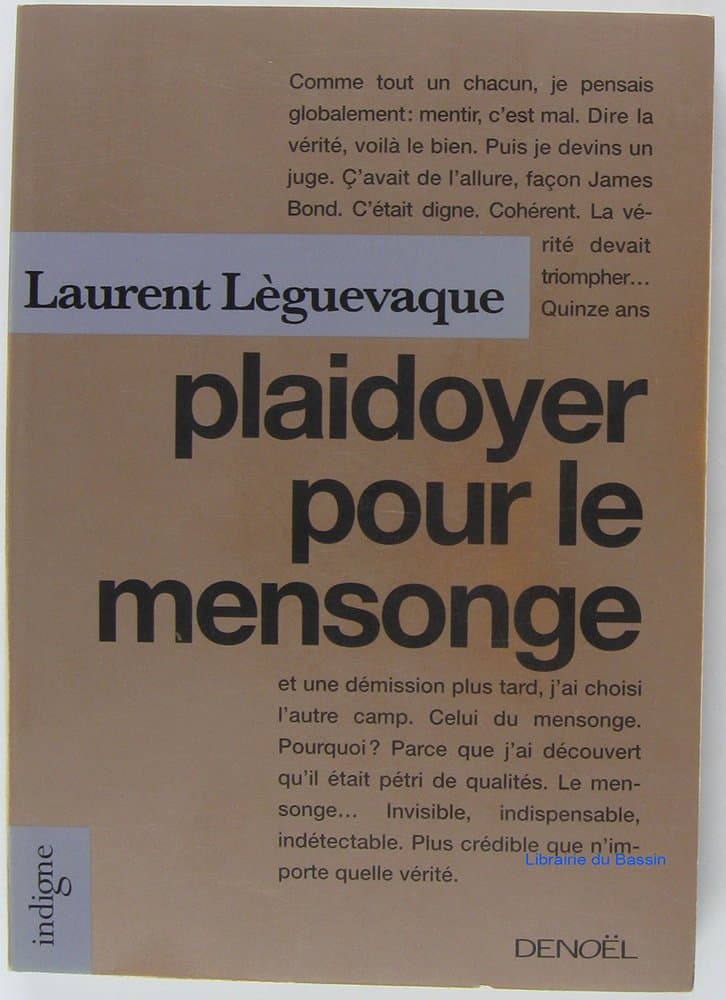 Comme tout un chacun, je pensais
globalement: mentir, c'est mal. Dire la
vérité, voilà le bien. Puis je devins un
juge. Ç'avait de l'allure, façon James
Bond. C'était digne. Cohérent. La vé-
rité devait
triompher...
Quinze ans
Laurent Lèguevaque
plaidoyer
pour le
mensonge
et une démission plus tard, j'ai choisi
l'autre camp. Celui du mensonge.
Pourquoi? Parce que j'ai découvert
qu'il était pétri de qualités. Le men-
songe... Invisible, indispensable,
indétectable. Plus crédible que n'im-
porte quelle vérité.
Librairie du Bassin
indigne
DENOËL